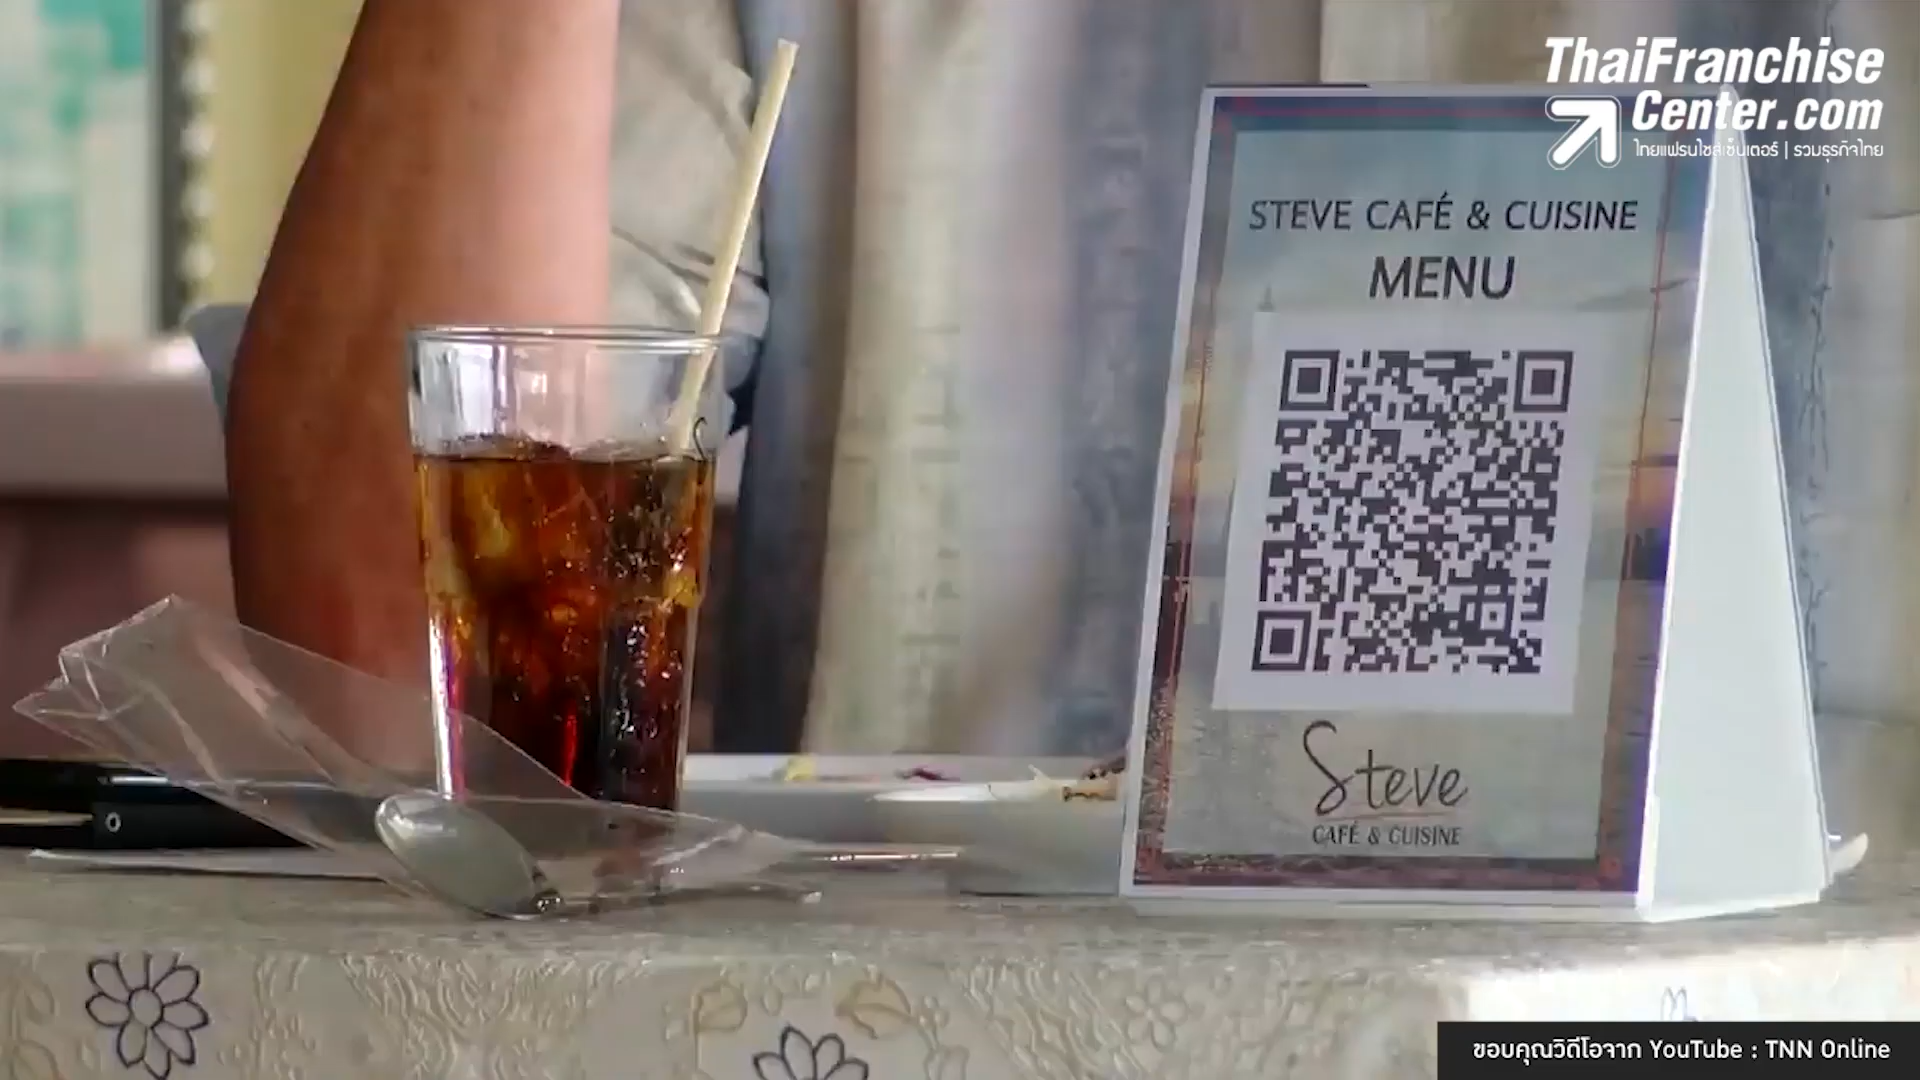 ThaiFranchise
Center.com
ไทยแฟรนไชส์เซ็นเตอร์ | รวมธุรกิจไทย
STEVE CAFÉ & CUISINE
MENU
Steve
CAFÉ & CUISINE
ขอบคุณวิดีโอจาก YouTube : TNN Online